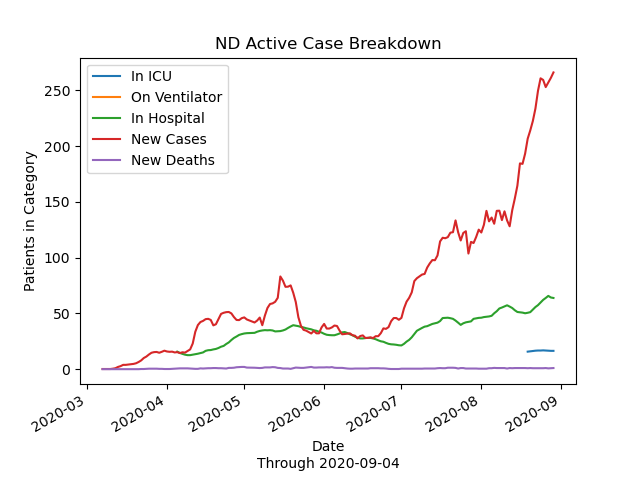 ND Active Case Breakdown
In ICU
On Ventilator
In Hospital
New Cases
New Deaths
Patients in Category
250
200
150
100
50
0
2020-03
2020-04
2020-05
2020-06
2020-07
2020-08
2020-09
Date
Through 2020-09-04